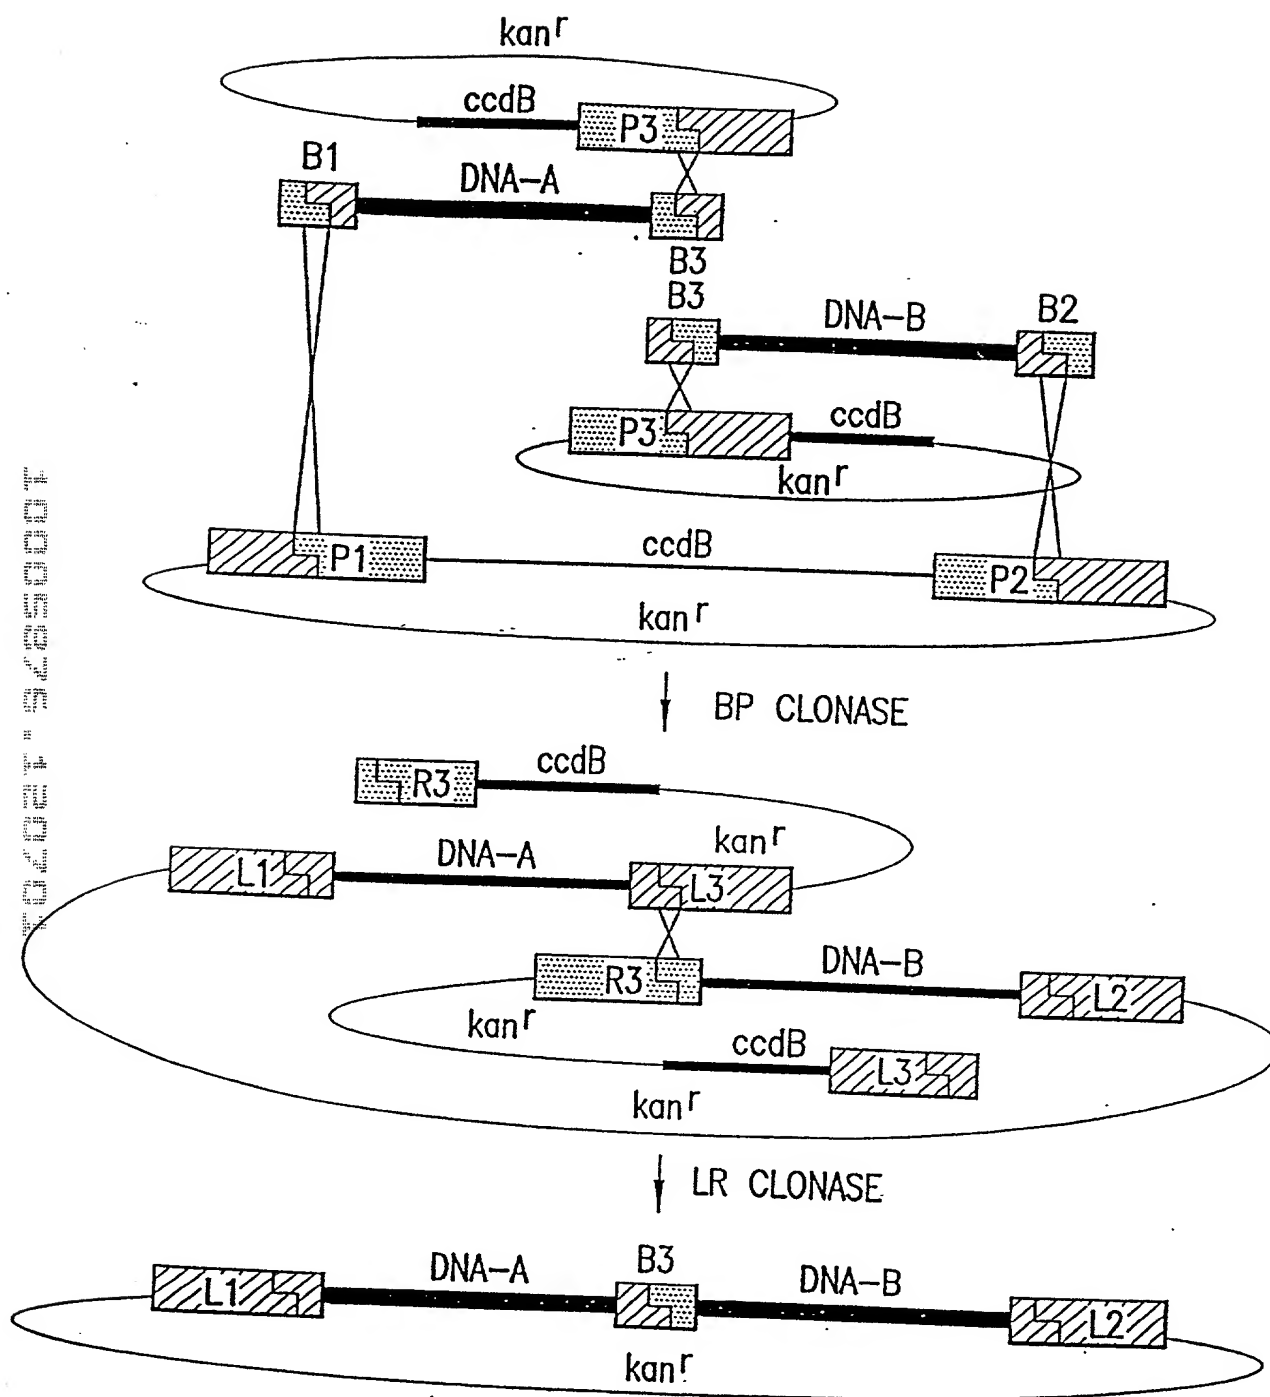 kanr
ccdB
P3
B1
DNA-A
B3
B3
DNA-B
B2
P3
ccdB
kanr
P1
ccdB
P2
kanr
BP CLONASE
R3
ccdB
kanr
L1
DNA-A
L3
R3
DNA-B
L2
kanr
ccdB
L3
kanr
LR CLONASE
L1
DNA-A
B3
DNA-B
L2
kanr
10005876.120701